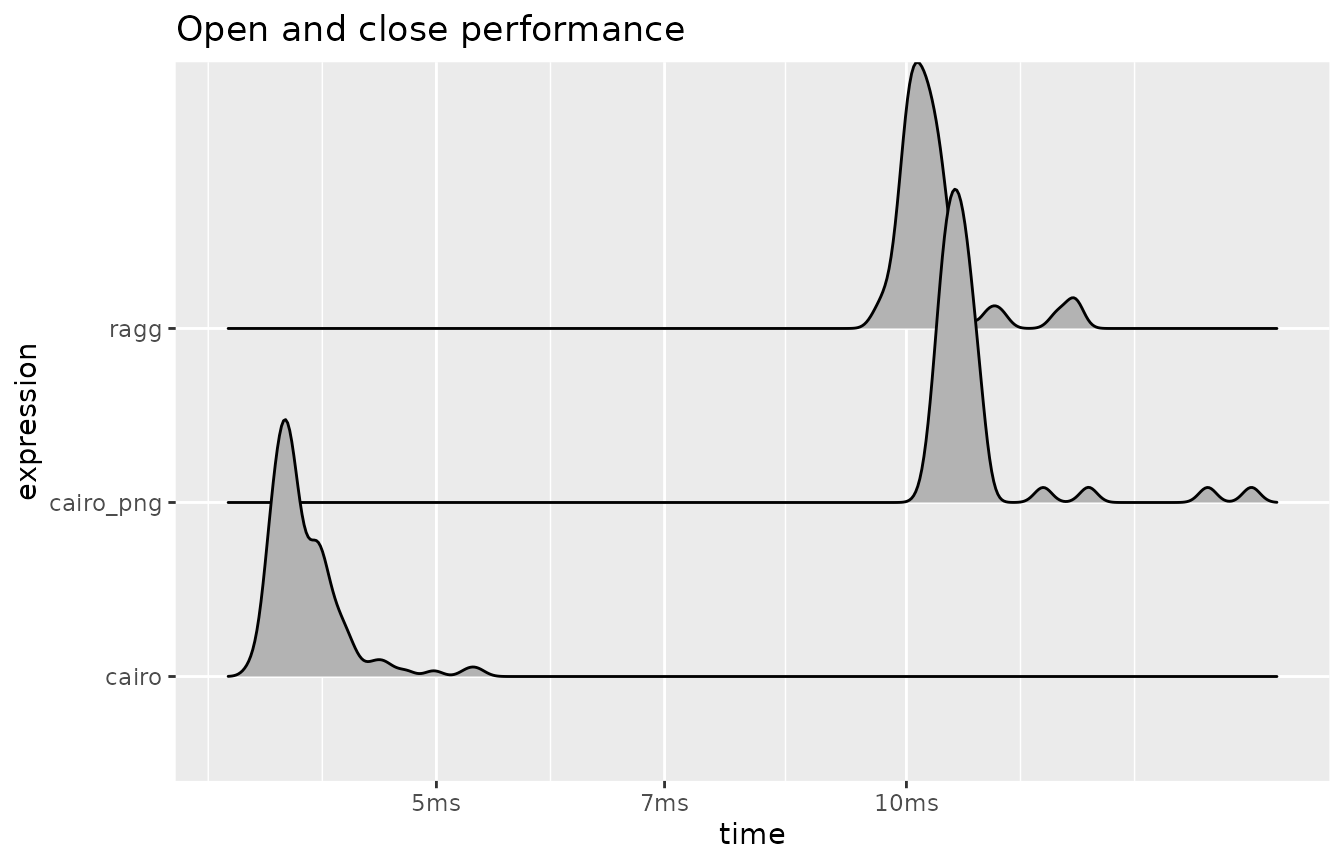 Open and close performance
expression
ragg
cairo_png
cairo
5ms 7ms 10ms
time